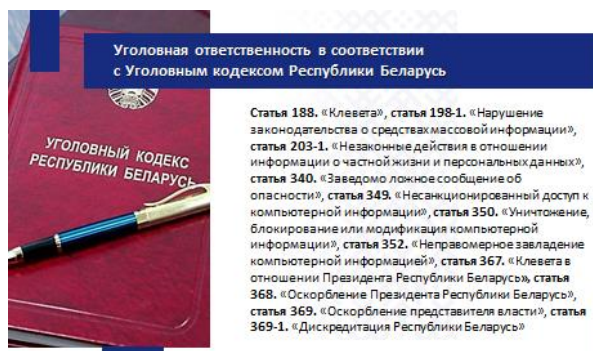 Уголовная ответственность в соответствии
с Уголовным кодексом Республики Беларусь
УГОЛОВНЫЙ КОДЕКС
РЕСПУБЛИКИ БЕЛАРУСЬ
Статья 188. «Клевета», статья 198-1. «Нарушение
законодательства о средствах массовой информации»,
статья 203-1. «Незаконные действия в отношении
информации о частной жизни и персональных данных»,
статья 340. «Заведомо ложное сообщение об
опасности», статья 349. «Несанкционированный доступ к
компьютерной информации», статья 350. «Уничтожение,
блокирование или модификация компьютерной
информации», статья 352. «Неправомерное завладение
компьютерной информацией», статья 367. «Клевета в
отношении Президента Республики Беларусь», статья
368. «Оскорбление Президента Республики Беларусь»,
статья 369. «Оскорбление представителя власти», статья
369-1. «Дискредитация Республики Беларусь»